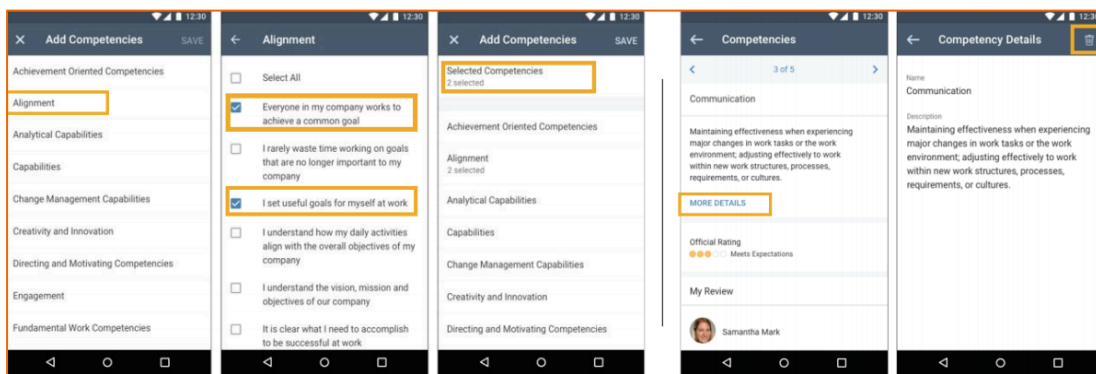 12:30
Add Competencies
SAVE
Achievement Oriented Competencies
Alignment
Analytical Capabilities
Capabilities
Change Management Capabilities
Creativity and Innovation
Directing and Motivating Competencies
Engagement
Fundamental Work Competencies
12:30
Alignment
Select All
Everyone in my company works to
achieve a common goal
I rarely waste time working on goals
that are no longer important to my
company
I set useful goals for myself at work
I understand how my daily activities
align with the overall objectives of my
company
I understand the vision, mission and
objectives of our company
It is clear what I need to accomplish
to be successful at work
12:30
Add Competencies
SAVE
Selected Competencies
2 selected
Achievement Oriented Competencies
Alignment
2 selected
Analytical Capabilities
Capabilities
Change Management Capabilities
Creativity and Innovation
Directing and Motivating Competencies
12:30
Competencies
3 of 5
Communication
Maintaining effectiveness when experiencing
major changes in work tasks or the work
environment; adjusting effectively to work
within new work structures, processes,
requirements, or cultures.
MORE DETAILS
Official Rating
Meets Expectations
My Review
Samantha Mark
12:30
Competency Details
Name
Communication
Description
Maintaining effectiveness when experiencing
major changes in work tasks or the work
environment; adjusting effectively to work
within new work structures, processes,
requirements, or cultures.